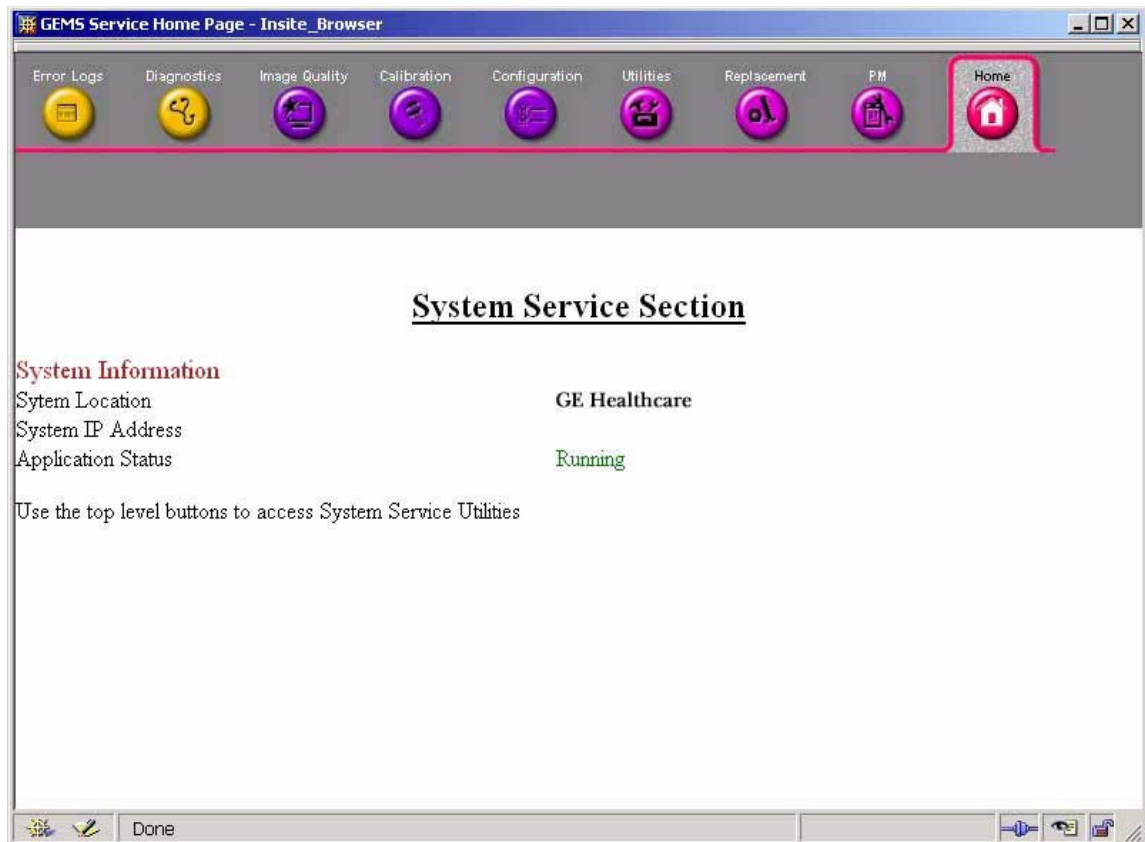 GEMS Service Home Page - Insite_Browser
Error Logs
Diagnostics
Image Quality
Calibration
Configuration
Utilities
Replacement
PM
Home
System Service Section
System Information
Sytem Location GE Healthcare
System IP Address
Application Status Running
Use the top level buttons to access System Service Utilities
Done